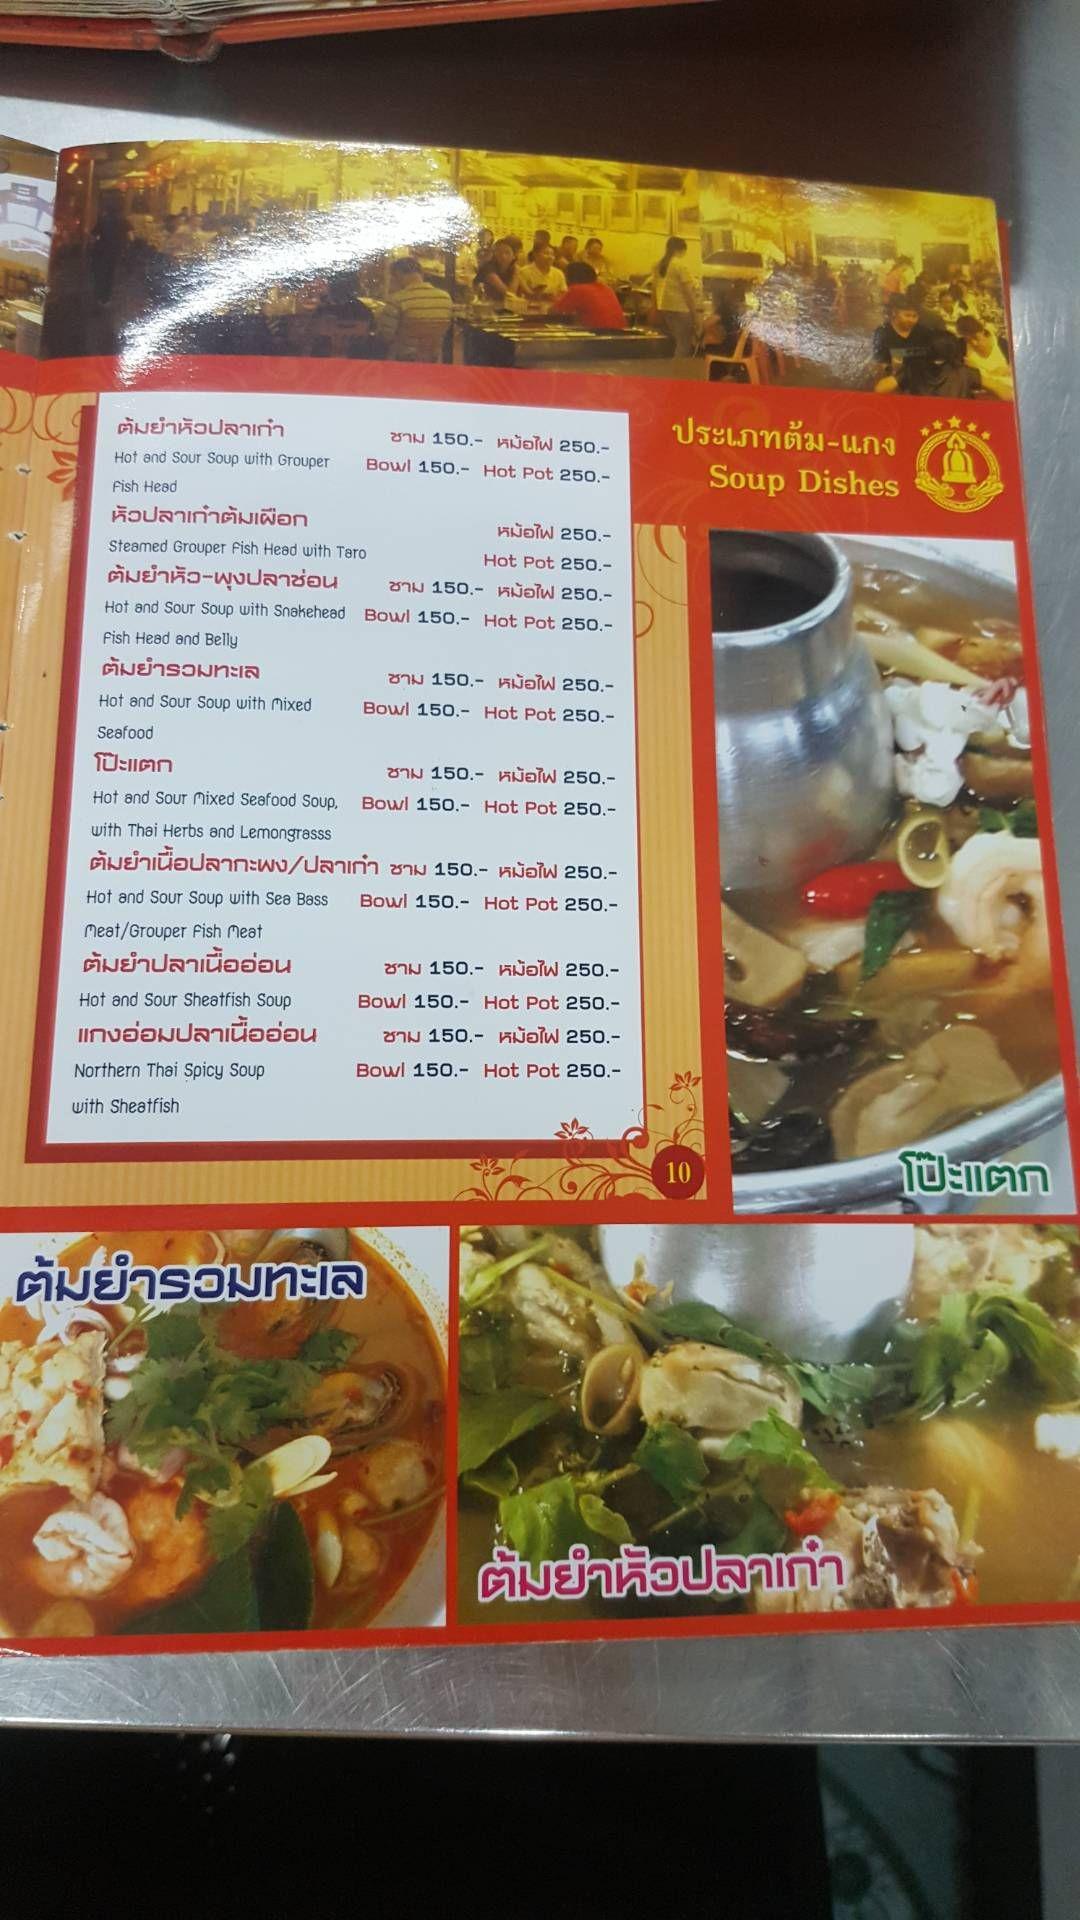 ประเภทต้ม-แกง
Soup Dishes
ต้มยำหัวปลาเก๋า ชาม 150.- หม้อไฟ 250.-
Hot and Sour Soup with Grouper Bowl 150.- Hot Pot 250.-
Fish Head
หัวปลาเก๋าต้มเผือก หม้อไฟ 250.-
Steamed Grouper Fish Head with Taro Hot Pot 250.-
ต้มยำหัว-พุงปลาช่อน ชาม 150.- หม้อไฟ 250.-
Hot and Sour Soup with Snakehead Bowl 150.- Hot Pot 250.-
Fish Head and Belly
ต้มยำรวมทะเล ชาม 150.- หม้อไฟ 250.-
Hot and Sour Soup with Mixed Bowl 150.- Hot Pot 250.-
Seafood
โป๊ะแตก ชาม 150.- หม้อไฟ 250.-
Hot and Sour Mixed Seafood Soup, Bowl 150.- Hot Pot 250.-
with Thai Herbs and Lemongrasss
ต้มยำเนื้อปลากะพง/ปลาเก๋า ชาม 150.- หม้อไฟ 250.-
Hot and Sour Soup with Sea Bass Bowl 150.- Hot Pot 250.-
Meat/Grouper Fish Meat
ต้มยำปลาเนื้ออ่อน ชาม 150.- หม้อไฟ 250.-
Hot and Sour Sheatfish Soup Bowl 150.- Hot Pot 250.-
แกงอ่อมปลาเนื้ออ่อน ชาม 150.- หม้อไฟ 250.-
Northern Thai Spicy Soup Bowl 150.- Hot Pot 250.-
with Sheatfish
10
โป๊ะแตก
ต้มยำรวมทะเล
ต้มยำหัวปลาเก๋า